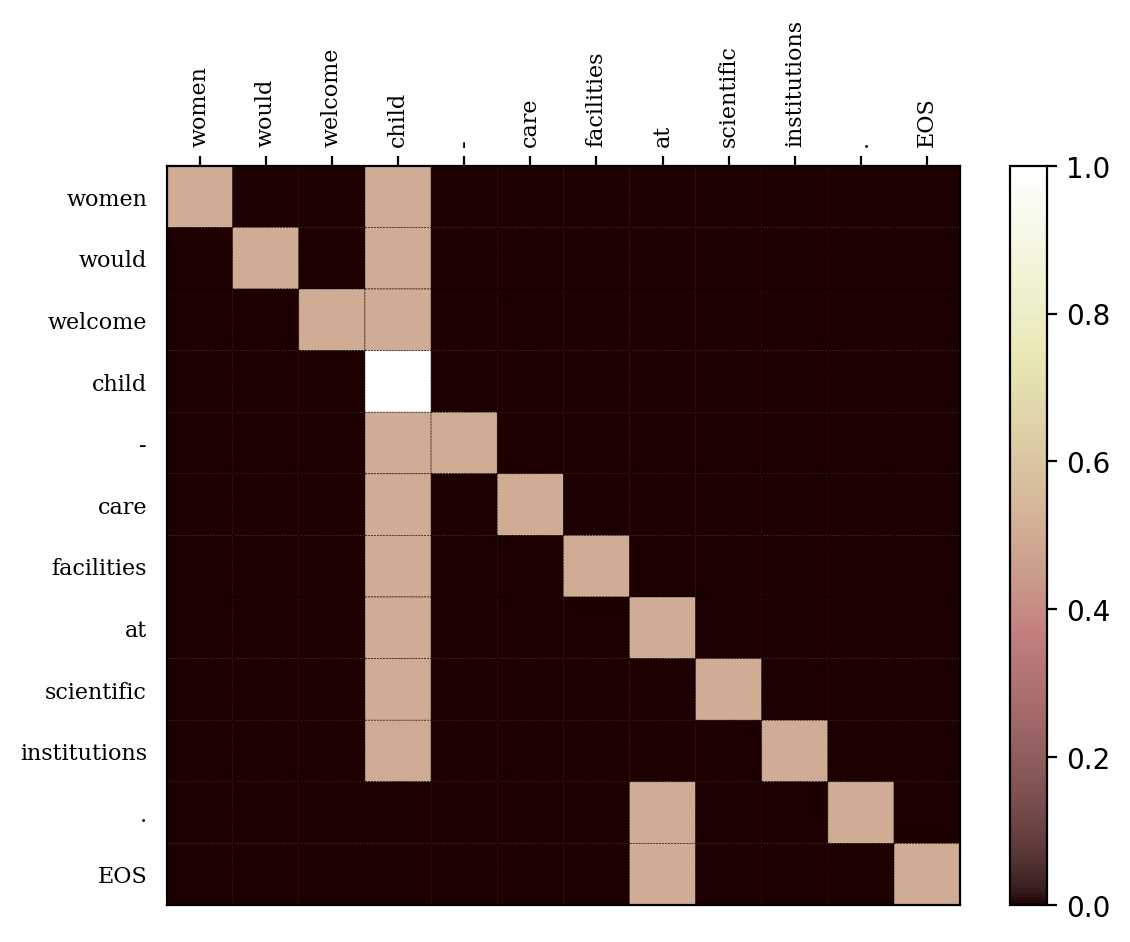 women
would
welcome
child
-
care
facilities
at
scientific
institutions
.
EOS
women
would
welcome
child
-
care
facilities
at
scientific
institutions
.
EOS
1.0
0.8
0.6
0.4
0.2
0.0